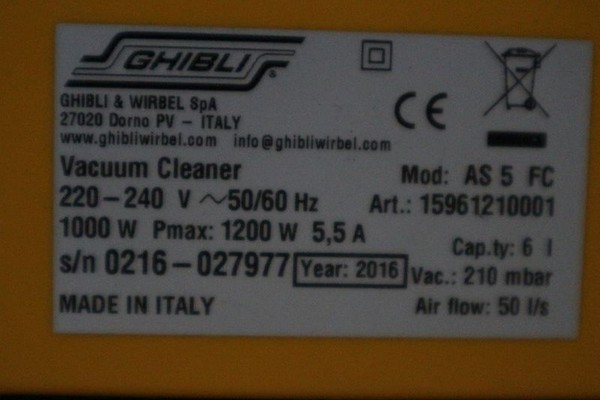 GHIBLI
GHIBLI & WIRBEL SpA
27020 Dorno PV – ITALY
www.ghibliwirbel.com info@ghibliwirbel.com
CE
Vacuum Cleaner
Mod: AS 5 FC
220–240 V ~50/60 Hz
Art.: 15961210001
1000 W Pmax: 1200 W 5,5 A
Cap.ty: 6 l
s/n 0216–027977 Year: 2016
Vac.: 210 mbar
MADE IN ITALY
Air flow: 50 l/s